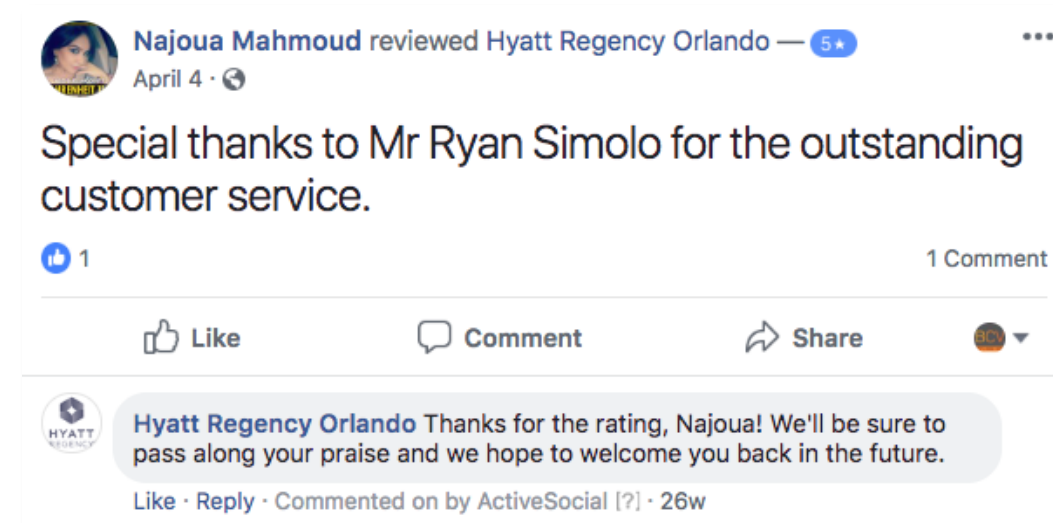 Najoua Mahmoud reviewed Hyatt Regency Orlando — 5★
April 4 ·
Special thanks to Mr Ryan Simolo for the outstanding
customer service.
1
1 Comment
Like Comment Share BCV
HYATT
REGENCY
Hyatt Regency Orlando Thanks for the rating, Najoua! We'll be sure to
pass along your praise and we hope to welcome you back in the future.
Like · Reply · Commented on by ActiveSocial [?] · 26w